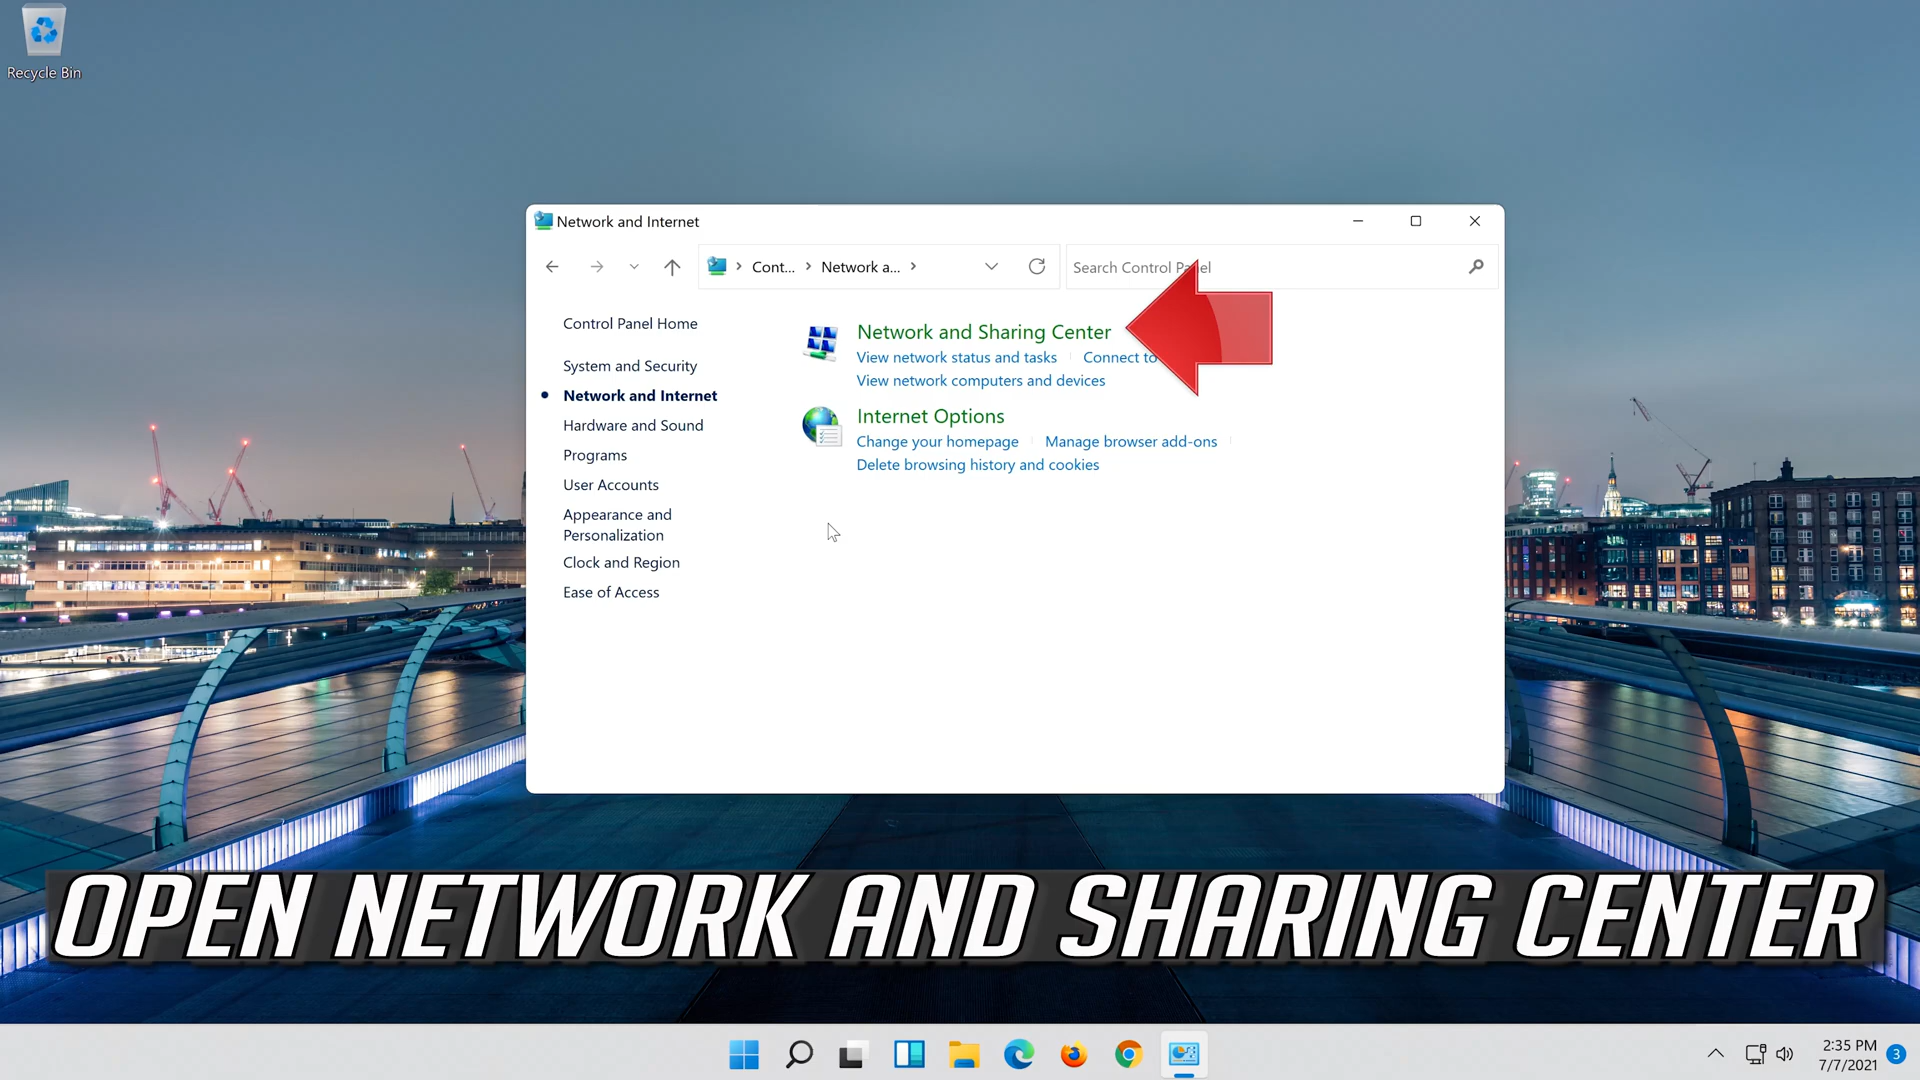 Recycle Bin
Network and Internet
Cont... Network a...
Search Control Panel
Control Panel Home
System and Security
Network and Internet
Hardware and Sound
Programs
User Accounts
Appearance and
Personalization
Clock and Region
Ease of Access
Network and Sharing Center
View network status and tasks
Connect to
View network computers and devices
Internet Options
Change your homepage
Manage browser add-ons
Delete browsing history and cookies
OPEN NETWORK AND SHARING CENTER
2:35 PM
7/7/2021
3